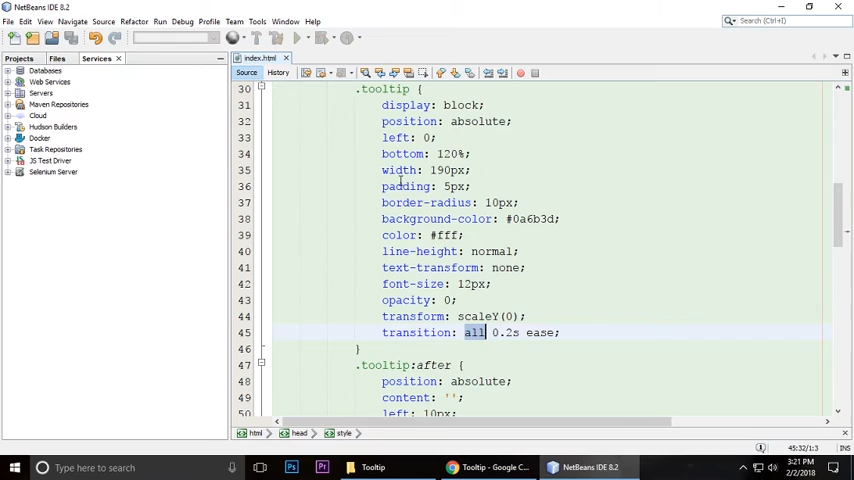 NetBeans IDE 8.2
File Edit View Navigate Source Refactor Run Debug Profile Team Tools Window Help
Search (Ctrl+I)
Projects Files Services
index.html
Source History
Databases
Web Services
Servers
Maven Repositories
Cloud
Hudson Builders
Docker
Task Repositories
JS Test Driver
Selenium Server
30 .tooltip {
31 display: block;
32 position: absolute;
33 left: 0;
34 bottom: 120%;
35 width: 190px;
36 padding: 5px;
37 border-radius: 10px;
38 background-color: #0a6b3d;
39 color: #fff;
40 line-height: normal;
41 text-transform: none;
42 font-size: 12px;
43 opacity: 0;
44 transform: scaleY(0);
45 transition: all 0.2s ease;
46 }
47 .tooltip:after {
48 position: absolute;
49 content: '';
50 left: 10px;
html head style
45:32/1:3 INS
Type here to search
Ps
Pr
Tooltip
Tooltip - Google C...
NetBeans IDE 8.2
3:21 PM
2/2/2018